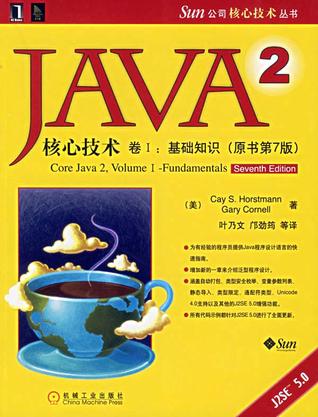 Sun 公司核心技术丛书
JAVA 2
核心技术 卷Ⅰ：基础知识（原书第7版）
Core Java 2, Volume Ⅰ-Fundamentals Seventh Edition
（美） Cay S. Horstmann 著
Gary Cornell
叶乃文 邝劲筠 等译
为有经验的程序员提供Java程序设计语言的快
速指南。
增加新的一章来介绍泛型程序设计。
涵盖自动打包、类型安全枚举、变量参数列表、
静态导入、类型限定、通配符类型、Unicode
4.0支持以及其他的J2SE 5.0增强功能。
所有代码示例都针对J2SE 5.0进行了全面更新。
Sun
J2SE™ 5.0
机械工业出版社
China Machine Press